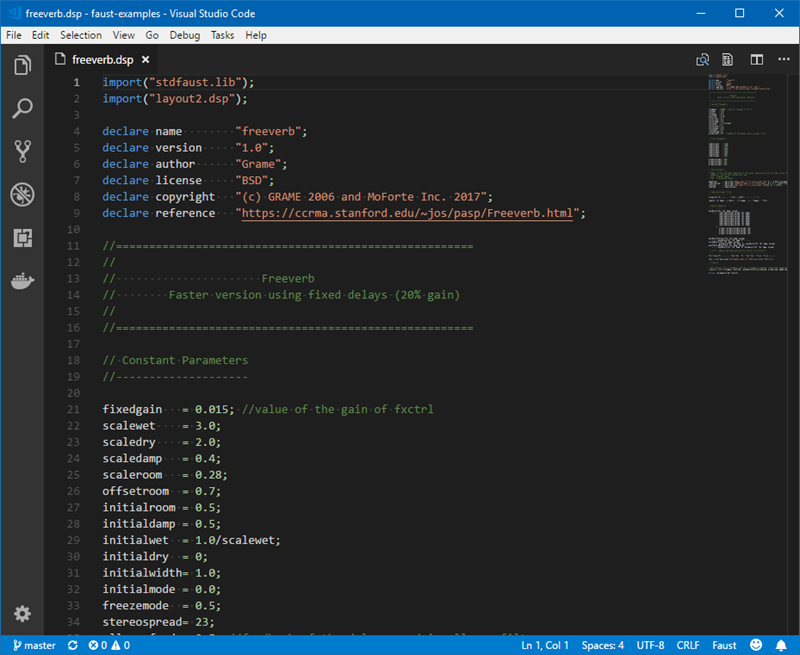 freeverb.dsp - faust-examples - Visual Studio Code
File Edit Selection View Go Debug Tasks Help
freeverb.dsp
1 import("stdfaust.lib");
2 import("layout2.dsp");
3
4 declare name "freeverb";
5 declare version "1.0";
6 declare author "Grame";
7 declare license "BSD";
8 declare copyright "(c) GRAME 2006 and MoForte Inc. 2017";
9 declare reference "https://ccrma.stanford.edu/~jos/pasp/Freeverb.html";
10
11 //======================================================
12 //
13 // Freeverb
14 // Faster version using fixed delays (20% gain)
15 //
16 //======================================================
17
18 // Constant Parameters
19 //--------------------
20
21 fixedgain = 0.015; //value of the gain of fxctrl
22 scalewet = 3.0;
23 scaledry = 2.0;
24 scaledamp = 0.4;
25 scaleroom = 0.28;
26 offsetroom = 0.7;
27 initialroom = 0.5;
28 initialdamp = 0.5;
29 initialwet = 1.0/scalewet;
30 initialdry = 0;
31 initialwidth= 1.0;
32 initialmode = 0.0;
33 freezemode = 0.5;
34 stereospread= 23;
master 0 0 Ln 1, Col 1 Spaces: 4 UTF-8 CRLF Faust